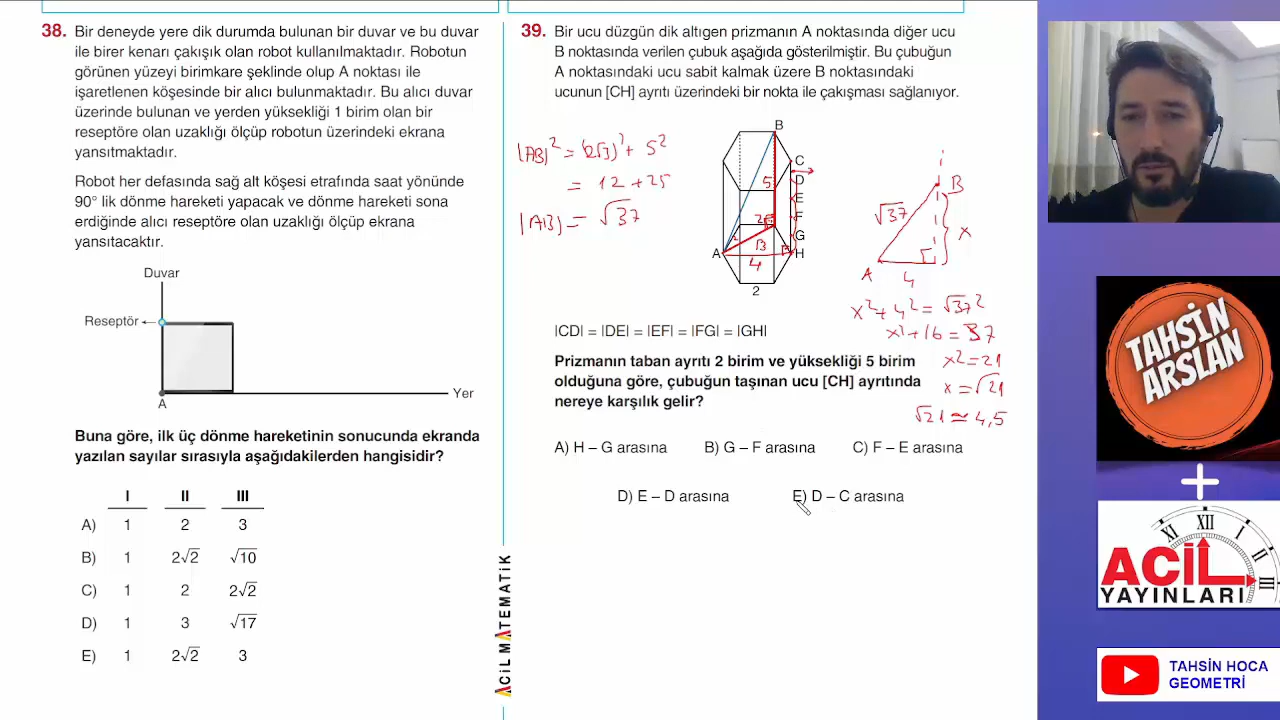 38. Bir deneyde yere dik durumda bulunan bir duvar ve bu duvar
ile birer kenarı çakışık olan robot kullanılmaktadır. Robotun
görünen yüzeyi birimkare şeklinde olup A noktası ile
işaretlenen köşesinde bir alıcı bulunmaktadır. Bu alıcı duvar
üzerinde bulunan ve yerden yüksekliği 1 birim olan bir
reseptöre olan uzaklığı ölçüp robotun üzerindeki ekrana
yansıtmaktadır.
Robot her defasında sağ alt köşesi etrafında saat yönünde
90° lik dönme hareketi yapacak ve dönme hareketi sona
erdiğinde alıcı reseptöre olan uzaklığı ölçüp ekrana
yansıtacaktır.
Duvar
Reseptör
A
Yer
Buna göre, ilk üç dönme hareketinin sonucunda ekranda
yazılan sayılar sırasıyla aşağıdakilerden hangisidir?
I II III
A) 1 2 3
B) 1 2√2 √10
C) 1 2 2√2
D) 1 3 √17
E) 1 2√2 3
ACİL MATEMATİK
39. Bir ucu düzgün dik altıgen prizmanın A noktasında diğer ucu
B noktasında verilen çubuk aşağıda gösterilmiştir. Bu çubuğun
A noktasındaki ucu sabit kalmak üzere B noktasındaki
ucunun [CH] ayrıtı üzerindeki bir nokta ile çakışması sağlanıyor.
|AB|² = (2√3)² + 5²
= 12 + 25
|AB| = √37
B
C
D
5
E
F
G
A
H
4
2
√37
B
x
A
4
x² + 4² = √37²
x² + 16 = 37
x² = 21
x = √21
√21 ≅ 4,5
|CD| = |DE| = |EF| = |FG| = |GH|
Prizmanın taban ayrıtı 2 birim ve yüksekliği 5 birim
olduğuna göre, çubuğun taşınan ucu [CH] ayrıtında
nereye karşılık gelir?
A) H – G arasına B) G – F arasına C) F – E arasına
D) E – D arasına E) D – C arasına
TAHSİN
ARSLAN
+
XI XII I II III
ACİL
YAYINLARI
TAHSİN HOCA
GEOMETRİ